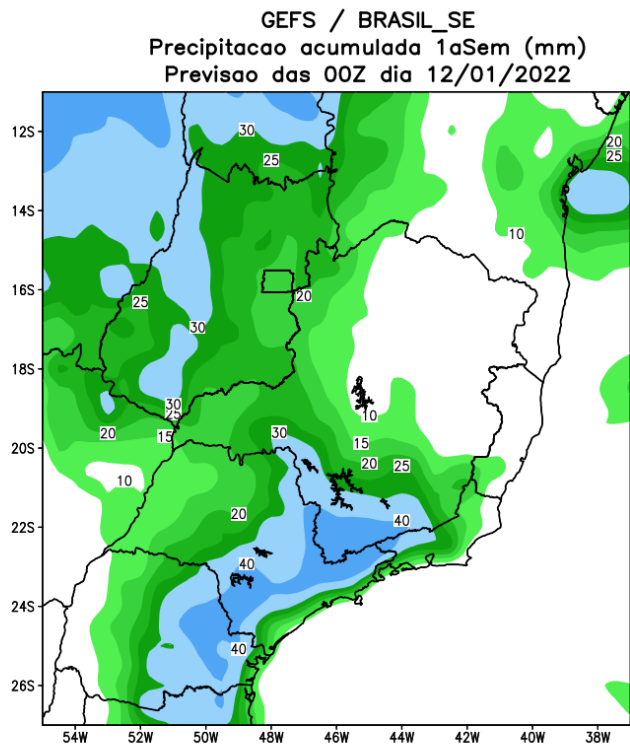 GEFS / BRASIL_SE
Precipitacao acumulada 1aSem (mm)
Previsao das 00Z dia 12/01/2022
12S
14S
16S
18S
20S
22S
24S
26S
30
25
20
25
10
20
25
30
30
25
20
15
10
30
15
20
25
10
20
40
40
40
54W
52W
50W
48W
46W
44W
42W
40W
38W